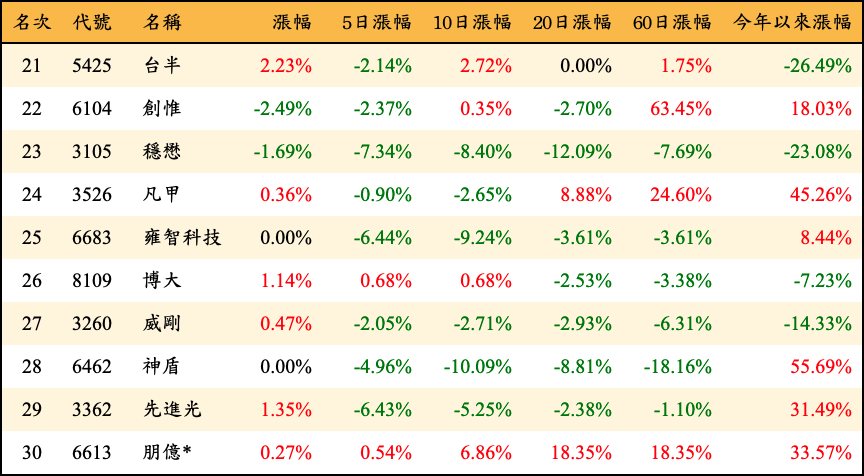 名次 代號 名稱 漲幅 5日漲幅 10日漲幅 20日漲幅 60日漲幅 今年以來漲幅
21 5425 台半 2.23% -2.14% 2.72% 0.00% 1.75% -26.49%
22 6104 創惟 -2.49% -2.37% 0.35% -2.70% 63.45% 18.03%
23 3105 穩懋 -1.69% -7.34% -8.40% -12.09% -7.69% -23.08%
24 3526 凡甲 0.36% -0.90% -2.65% 8.88% 24.60% 45.26%
25 6683 雍智科技 0.00% -6.44% -9.24% -3.61% -3.61% 8.44%
26 8109 博大 1.14% 0.68% 0.68% -2.53% -3.38% -7.23%
27 3260 威剛 0.47% -2.05% -2.71% -2.93% -6.31% -14.33%
28 6462 神盾 0.00% -4.96% -10.09% -8.81% -18.16% 55.69%
29 3362 先進光 1.35% -6.43% -5.25% -2.38% -1.10% 31.49%
30 6613 朋億* 0.27% 0.54% 6.86% 18.35% 18.35% 33.57%